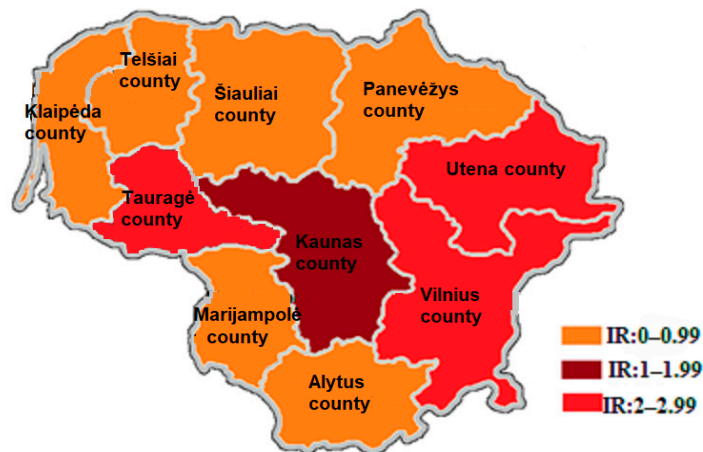 Telšiai
county
Klaipėda
county
Šiauliai
county
Panevėžys
county
Utena county
Tauragė
county
Kaunas
county
Vilnius
county
Marijampolė
county
Alytus
county
IR:0–0.99
IR:1–1.99
IR:2–2.99